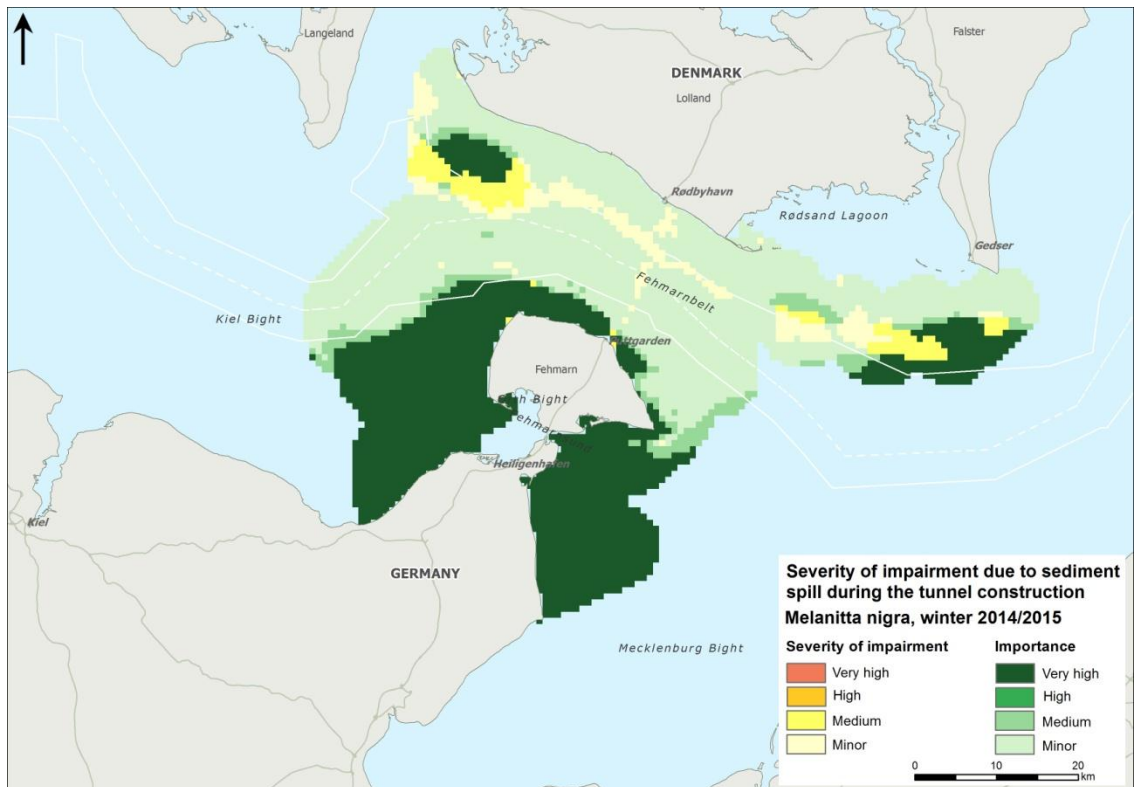 Langeland
Falster
DENMARK
Lolland
Rødbyhavn
Rødsand Lagoon
Gedser
Fehmarnbelt
Kiel Bight
Fehmarn
Heiligenhafen
Kiel
GERMANY
Mecklenburg Bight
Severity of impairment due to sediment
spill during the tunnel construction
Melanitta nigra, winter 2014/2015
Severity of impairment
Very high
High
Medium
Minor
Importance
Very high
High
Medium
Minor
0 10 20
km